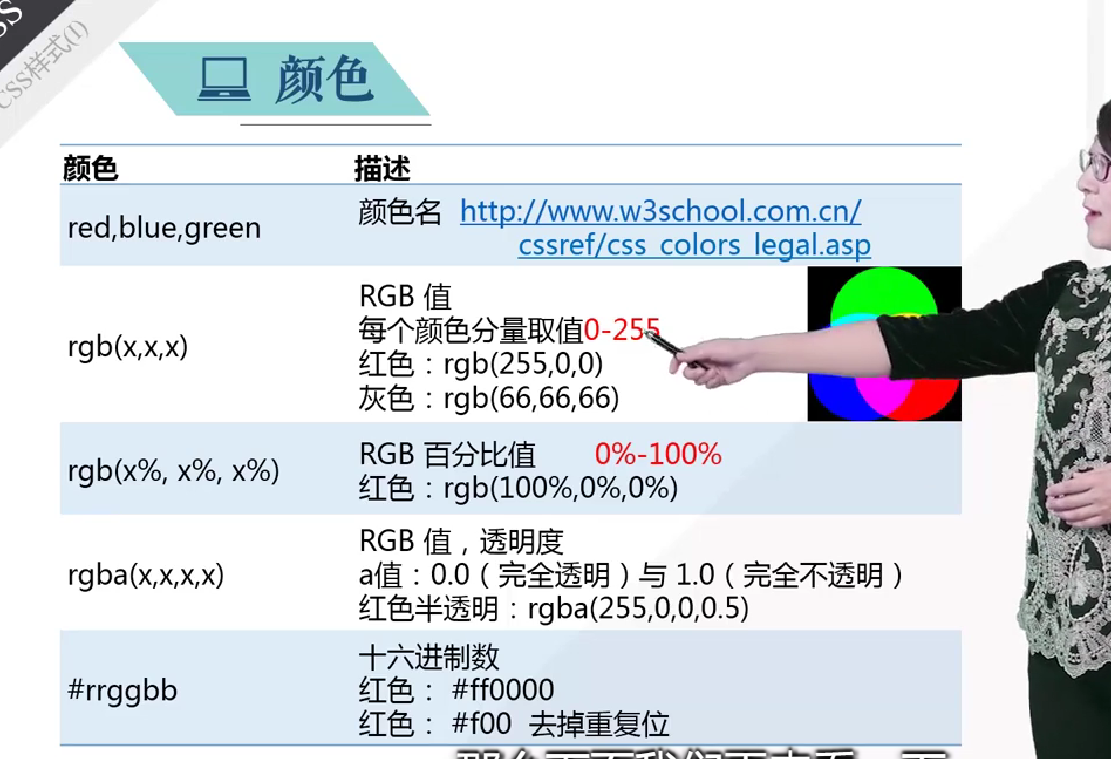 CSS样式(1)
颜色
颜色 描述
red,blue,green
颜色名 http://www.w3school.com.cn/
cssref/css_colors_legal.asp
rgb(x,x,x)
RGB 值
每个颜色分量取值0-255
红色：rgb(255,0,0)
灰色：rgb(66,66,66)
rgb(x%, x%, x%)
RGB 百分比值 0%-100%
红色：rgb(100%,0%,0%)
rgba(x,x,x,x)
RGB 值，透明度
a值：0.0（完全透明）与 1.0（完全不透明）
红色半透明：rgba(255,0,0,0.5)
#rrggbb
十六进制数
红色： #ff0000
红色： #f00 去掉重复位